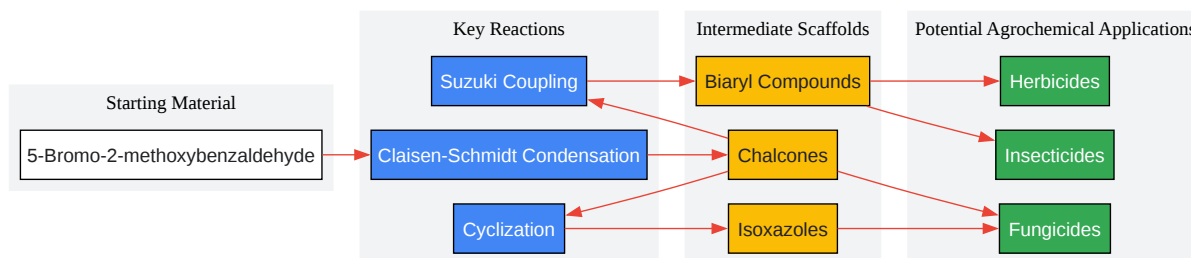 Key Reactions
Intermediate Scaffolds
Potential Agrochemical Applications
Suzuki Coupling
Biaryl Compounds
Herbicides
Starting Material
5-Bromo-2-methoxybenzaldehyde
Claisen-Schmidt Condensation
Chalcones
Insecticides
Cyclization
Isoxazoles
Fungicides